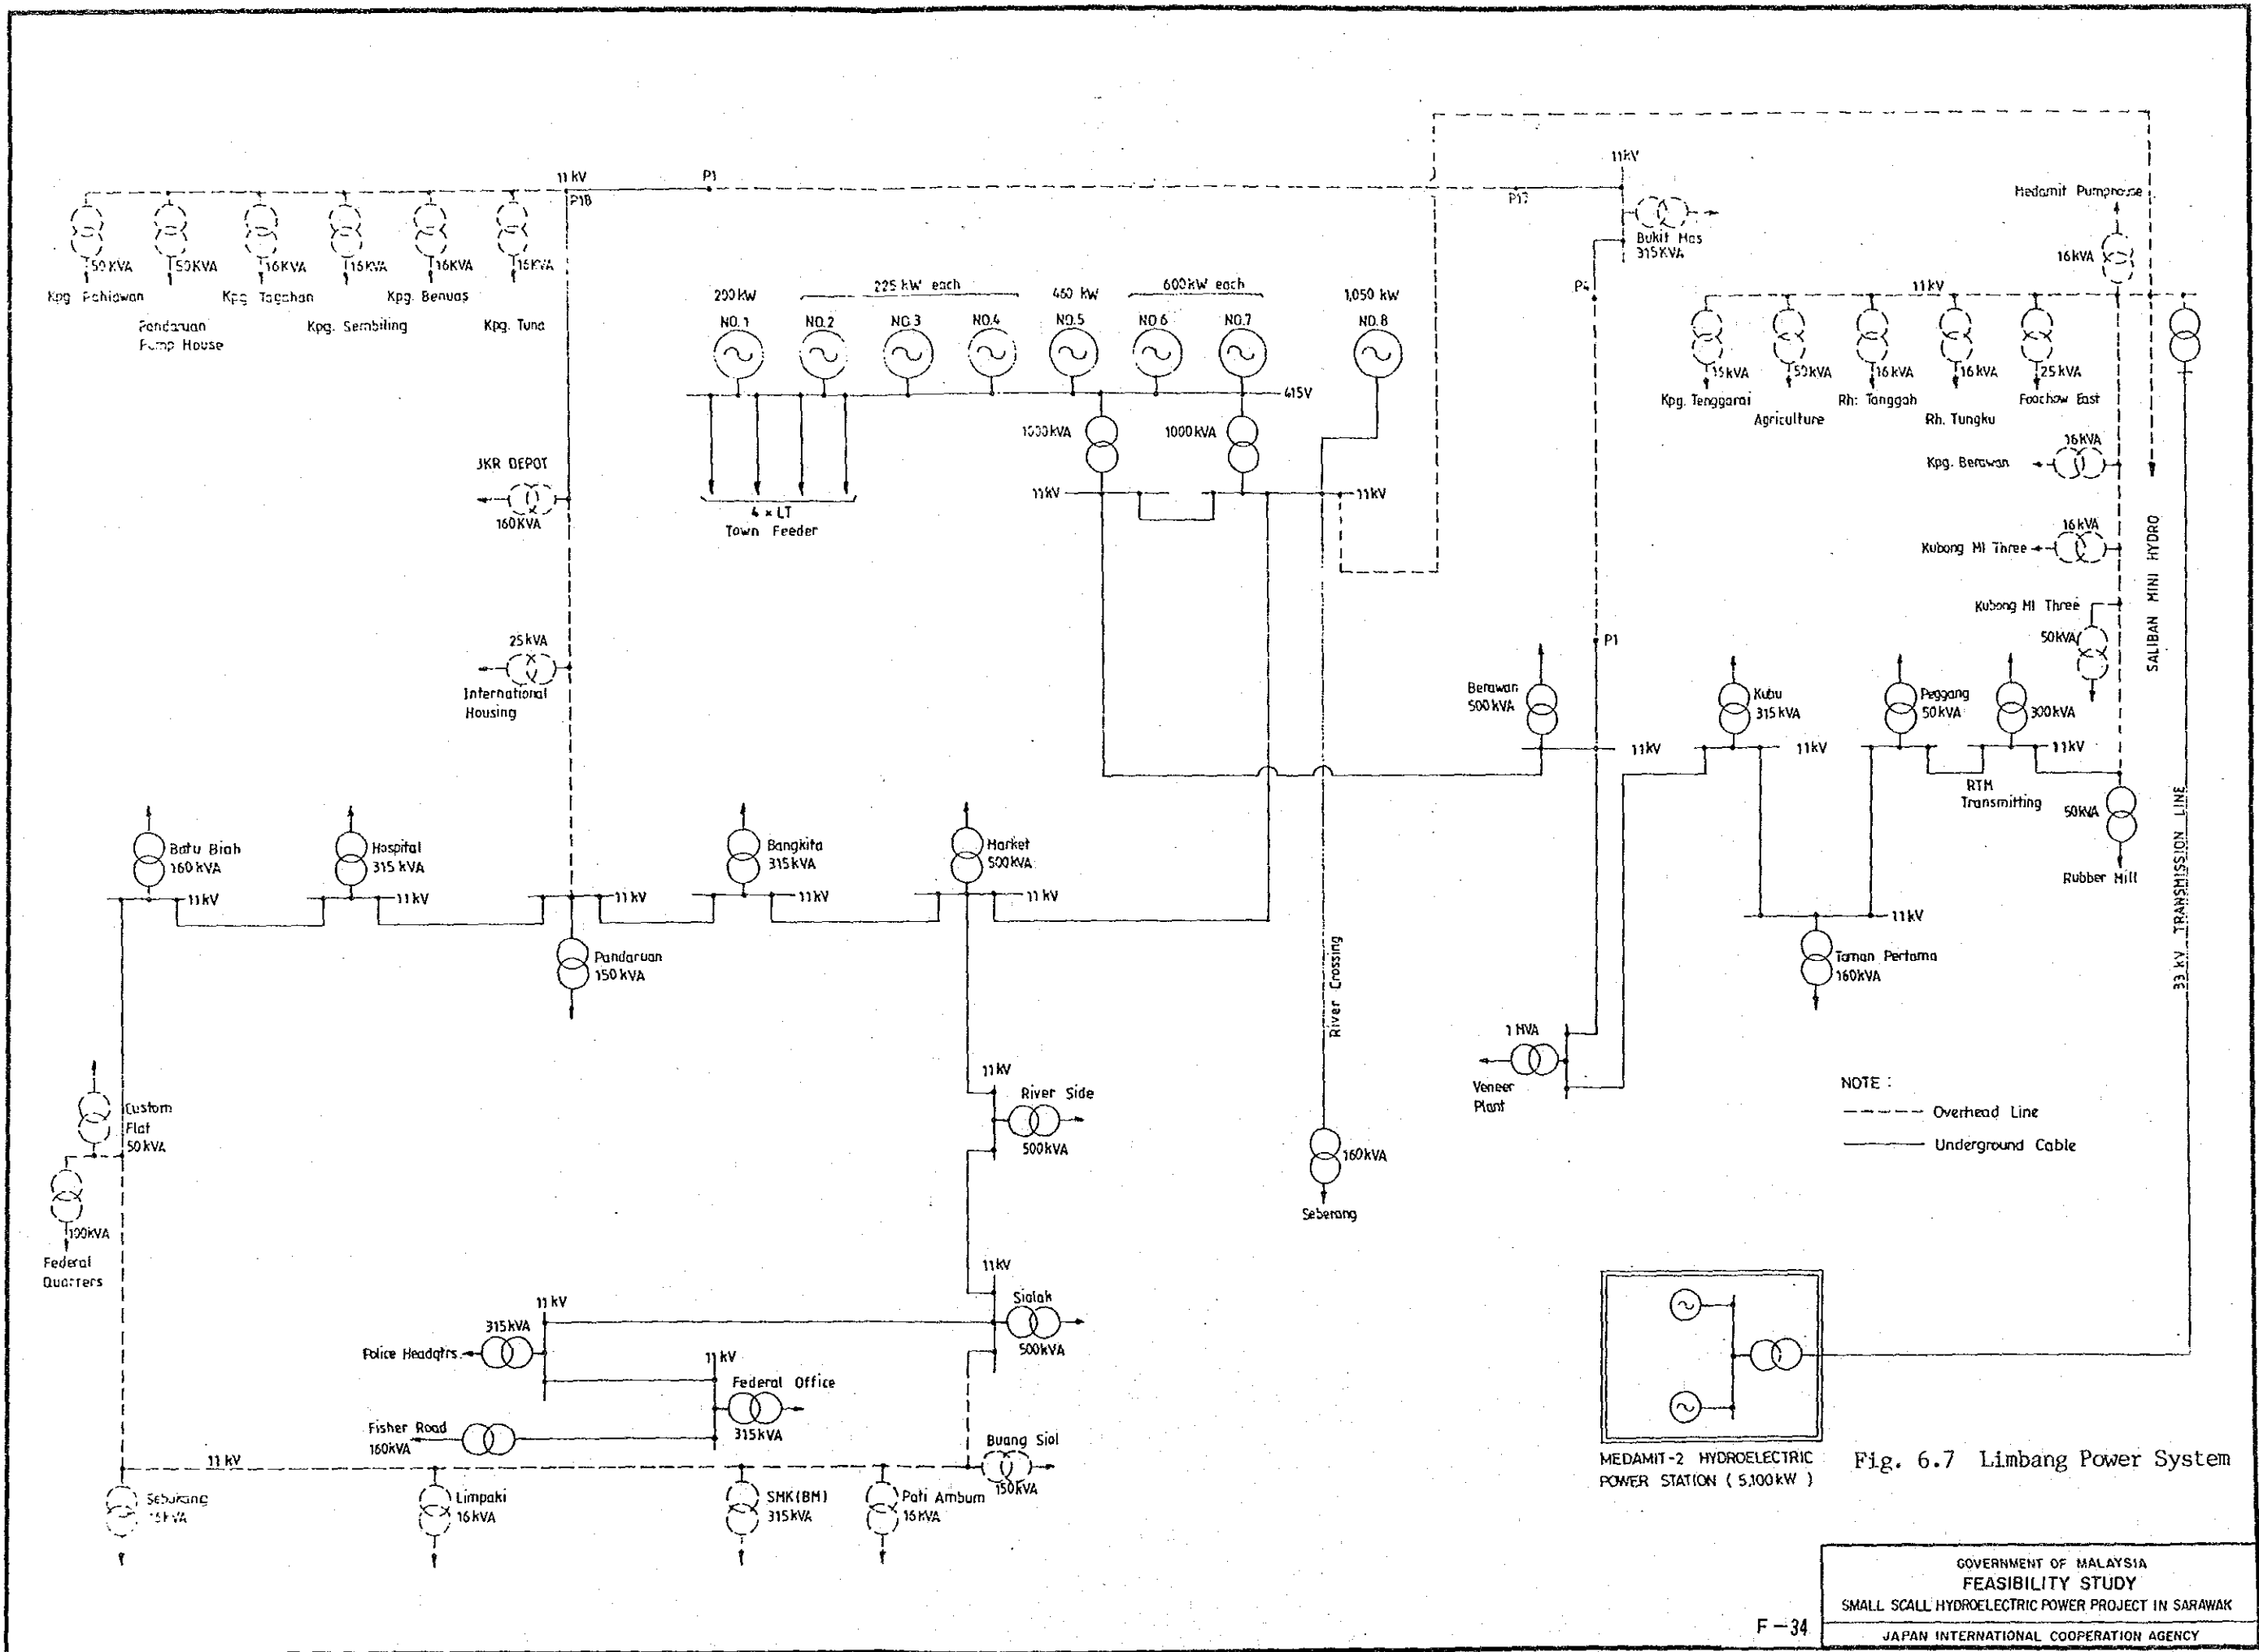 11 kV
P18
P1
P17
11kV
Bukit Mas
315KVA
P4
P1
50KVA
Kpg Pahiawan
50KVA
Pandaruan
Pump House
16KVA
Kpg Tagahan
16KVA
Kpg. Sembiling
16KVA
Kpg. Benuas
16KVA
Kpg. Tuna
200kW
225 kW each
460 kW
600kW each
1,050 kW
NO.1
NO.2
NO.3
NO.4
NO.5
NO.6
NO.7
NO.8
415V
1000kVA
1000kVA
11kV
11kV
4 × LT
Town Feeder
JKR DEPOT
160KVA
25kVA
International
Housing
Medamit Pumphouse
16kVA
11kV
Kpg. Tenggarai
50kVA
Agriculture
16kVA
Rh: Tanggah
16kVA
Rh. Tungku
25kVA
Foochow East
16kVA
Kpg. Berawan
16kVA
Kubong MI Three
Kubong MI Three
50kVA
SALIBAN MINI HYDRO
33 kV TRANSMISSION LINE
Berawan
500kVA
11kV
Kubu
315kVA
11kV
Peggang
50kVA
300kVA
11kV
RTM
Transmitting
50kVA
Rubber Mill
11kV
Taman Pertama
160kVA
1 MVA
Veneer
Plant
Batu Biah
160kVA
11kV
Hospital
315 kVA
11kV
Pandaruan
150kVA
11kV
Bangkita
315kVA
11kV
Market
500kVA
11kV
River Crossing
160kVA
Seberang
11kV
River Side
500kVA
11kV
Sialak
500kVA
Custom
Flat
50kVA
100kVA
Federal
Quarters
11kV
315kVA
Police Headqtrs.
11kV
Federal Office
315kVA
Fisher Road
160kVA
11 kV
Buang Siol
150kVA
Sebukang
Limpaki
16kVA
SMK(BM)
315kVA
Pati Ambum
16kVA
NOTE :
Overhead Line
Underground Cable
MEDAMIT-2 HYDROELECTRIC
POWER STATION ( 5,100kW )
Fig. 6.7 Limbang Power System
F-34
GOVERNMENT OF MALAYSIA
FEASIBILITY STUDY
SMALL SCALL HYDROELECTRIC POWER PROJECT IN SARAWAK
JAPAN INTERNATIONAL COOPERATION AGENCY